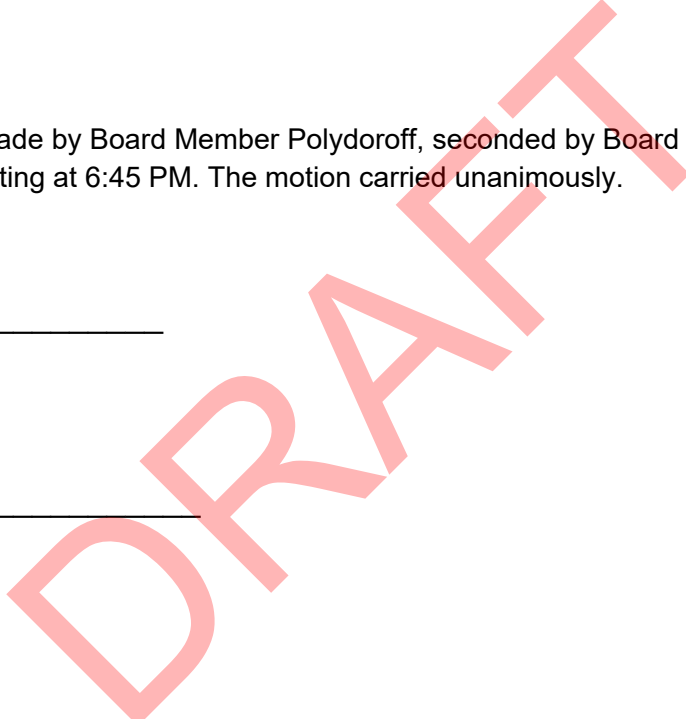 ade by Board Member Polydoroff, seconded by Board
ting at 6:45 PM. The motion carried unanimously.
DRAFT